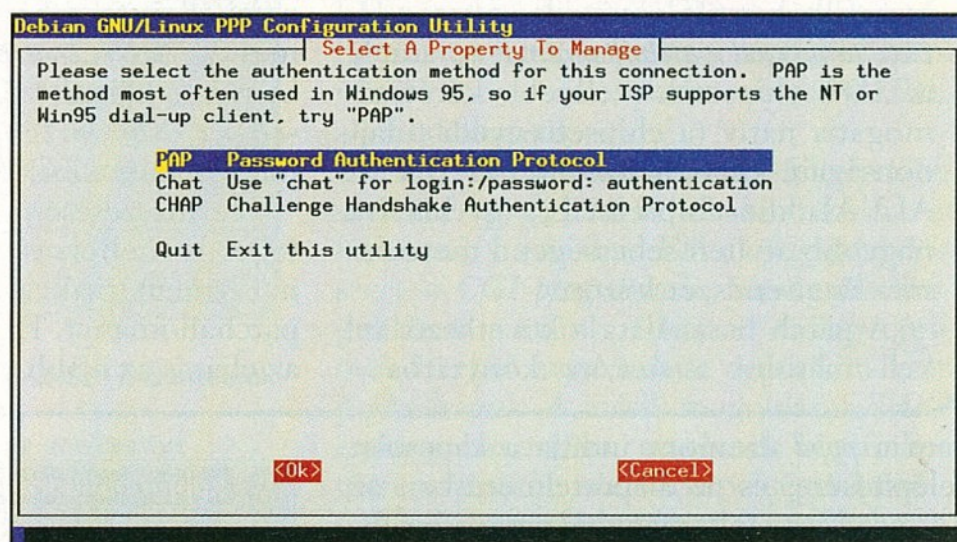 Debian GNU/Linux PPP Configuration Utility
Select A Property To Manage
Please select the authentication method for this connection.  PAP is the
method most often used in Windows 95, so if your ISP supports the NT or
Win95 dial-up client, try "PAP".
PAP   Password Authentication Protocol
Chat  Use "chat" for login:/password: authentication
CHAP  Challenge Handshake Authentication Protocol
Quit  Exit this utility
<Ok> <Cancel>